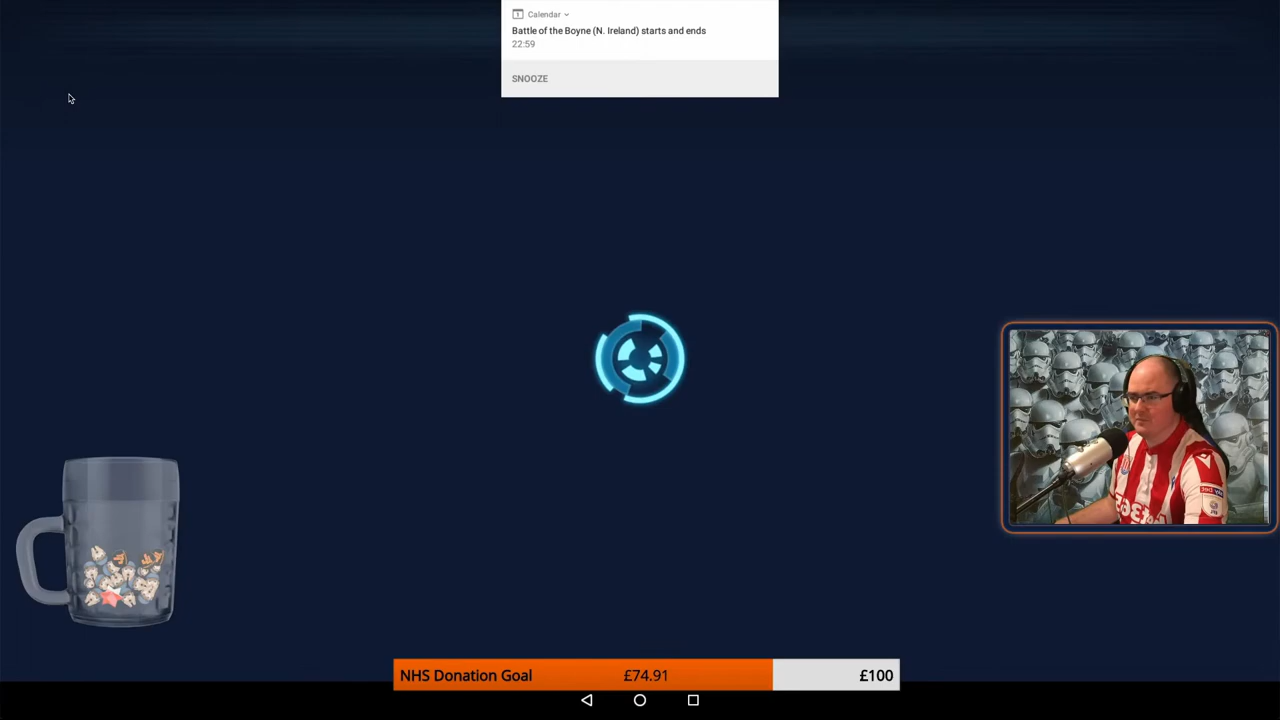 Calendar
Battle of the Boyne (N. Ireland) starts and ends
22:59
SNOOZE
NHS Donation Goal £74.91 £100